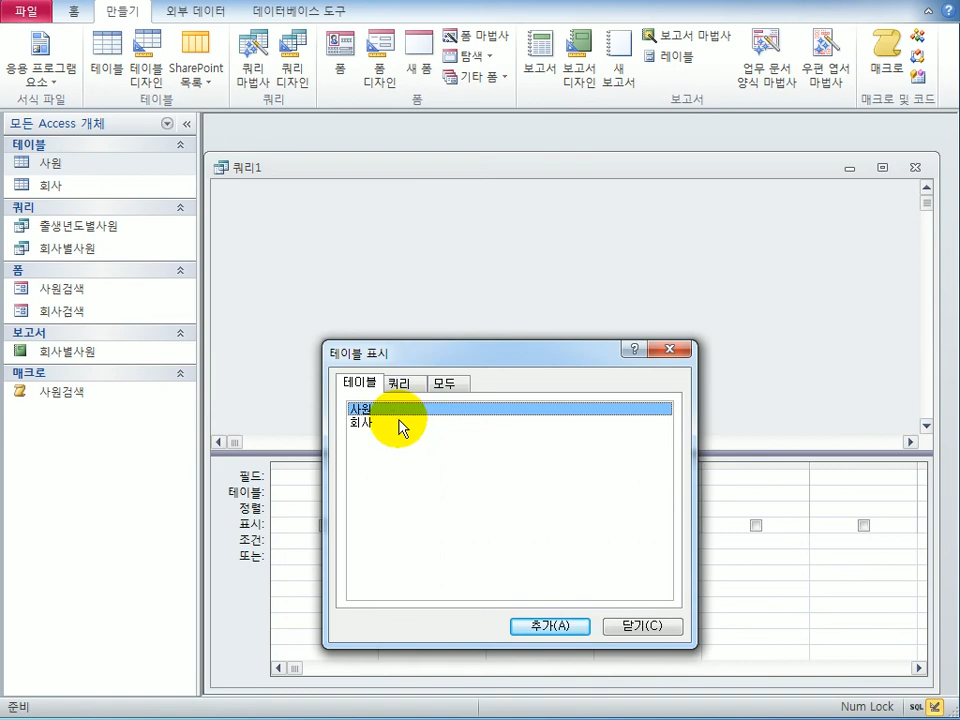 파일 홈 만들기 외부 데이터 데이터베이스 도구
응용 프로그램 요소
서식 파일
테이블
테이블 디자인
SharePoint 목록
테이블
쿼리 마법사
쿼리 디자인
쿼리
폼
폼 디자인
새 폼
폼 마법사
탐색
기타 폼
폼
보고서
보고서 디자인
새 보고서
보고서 마법사
레이블
업무 문서 양식 마법사
우편 엽서 마법사
보고서
매크로
매크로 및 코드
모든 Access 개체
테이블
사원
회사
쿼리
출생년도별사원
회사별사원
폼
사원검색
회사검색
보고서
회사별사원
매크로
사원검색
쿼리1
필드:
테이블:
정렬:
표시:
조건:
또는:
테이블 표시
테이블 쿼리 모두
사원
회사
추가(A) 닫기(C)
준비
Num Lock
SQL